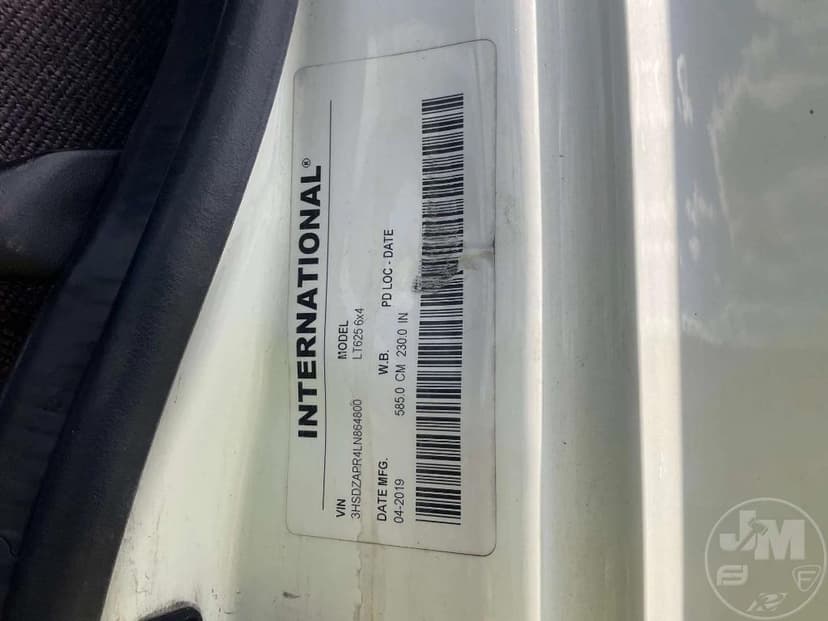 INTERNATIONAL®
VIN MODEL
3HSDZAPR4LN864800 LT625 6x4
DATE MFG. W.B. PD LOC - DATE
04-2019 585.0 CM 230.0 IN
JM
F